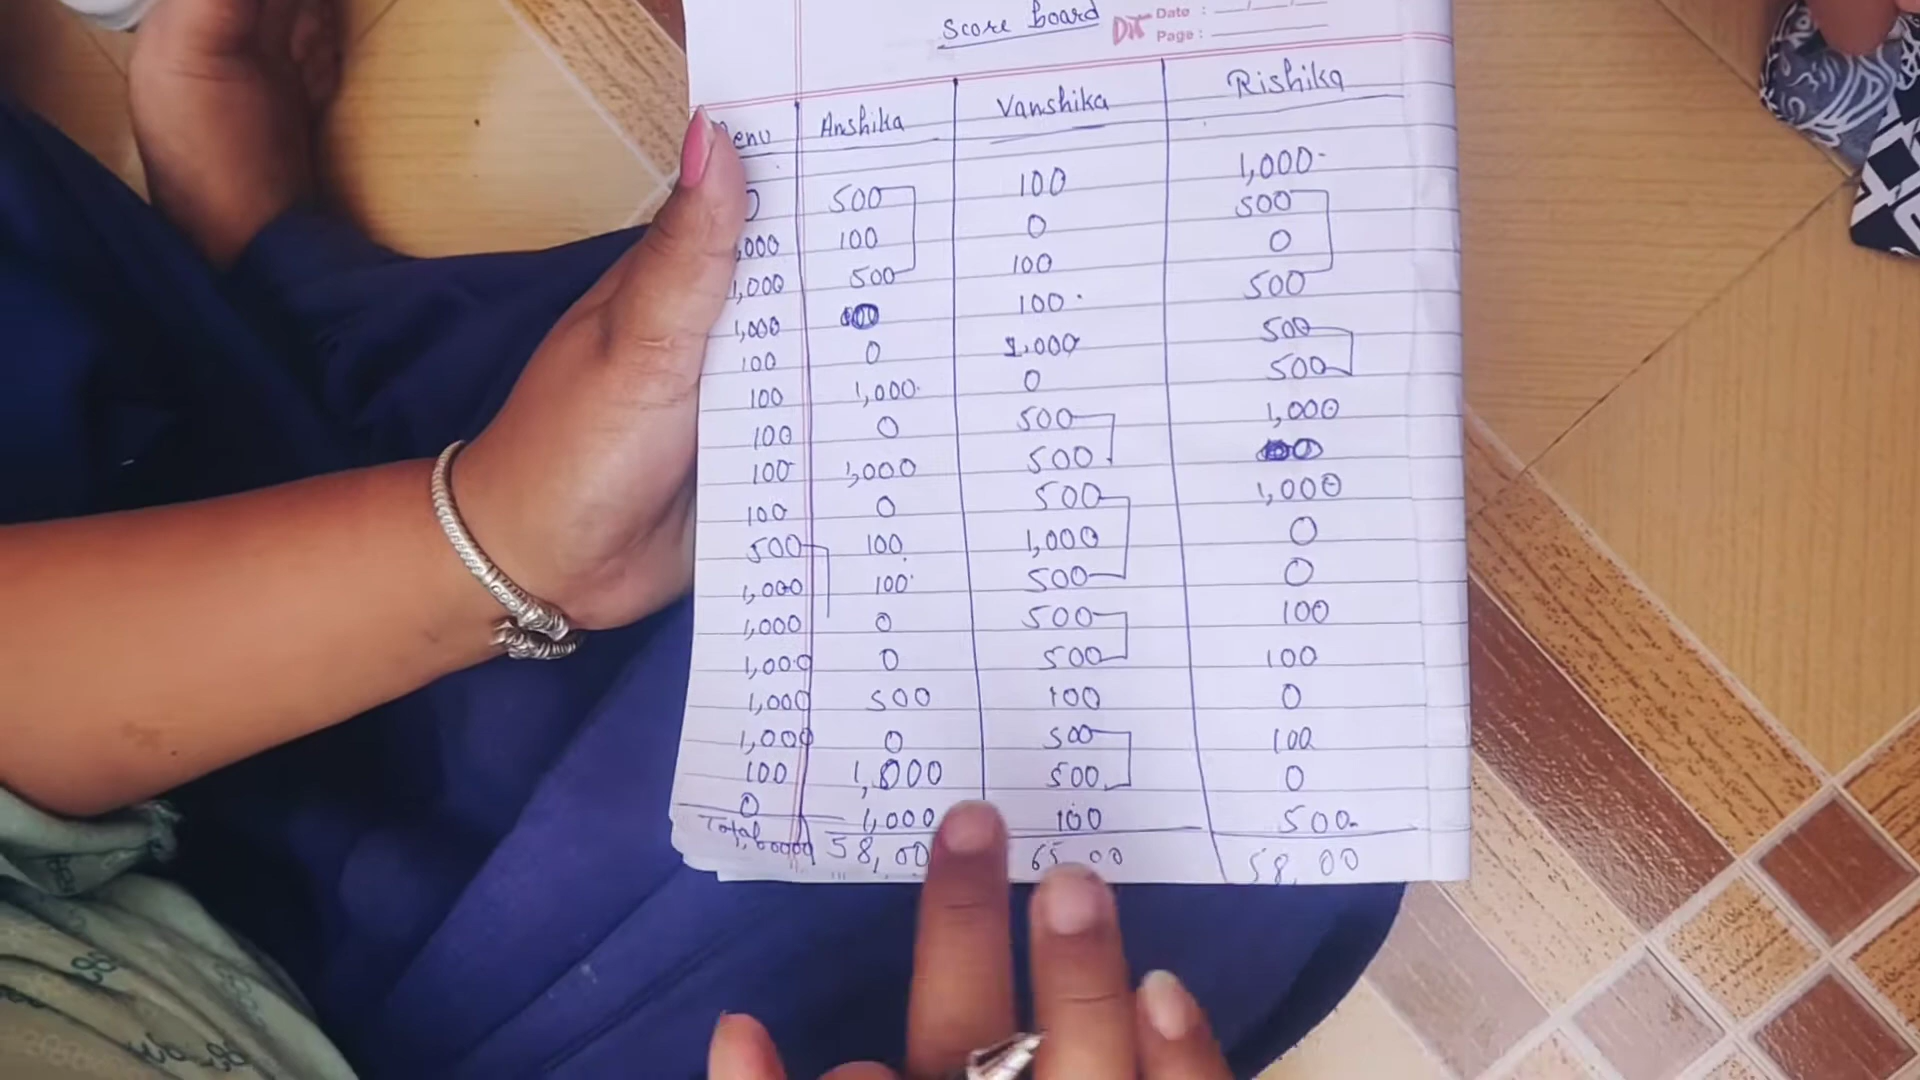 Score board
Date :
Page :
Anshika Vanshika Rishika
500 100 1,000
1,000 100 0 500
1,000 500 100 0
1,000 100 500
100 0 1,000 500
100 1,000 0 500
100 0 500 1,000
100 1,000 500
100 0 500 1,000
500 100 1,000 0
1,000 100 500 0
1,000 0 500 100
1,000 0 500 100
1,000 500 100 0
1,000 0 500 100
100 1,000 500 0
0 1,000 100 500
Total 58,00 65,00 58,00